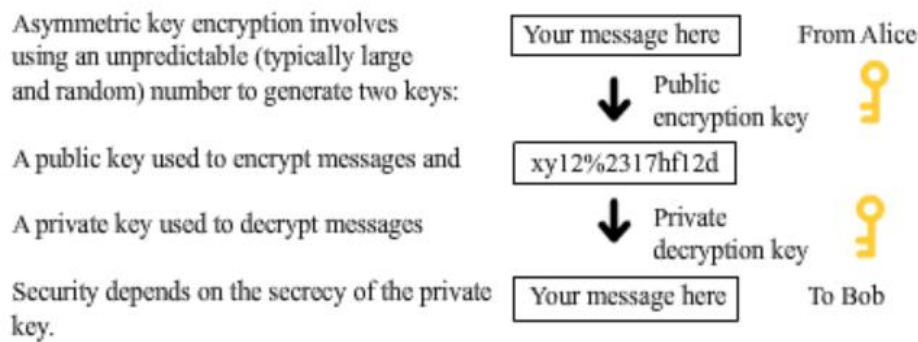 Asymmetric key encryption involves
using an unpredictable (typically large
and random) number to generate two keys:
A public key used to encrypt messages and
A private key used to decrypt messages
Security depends on the secrecy of the private
key.
Your message here
From Alice
Public
encryption key
xy12%2317hf12d
Private
decryption key
Your message here
To Bob